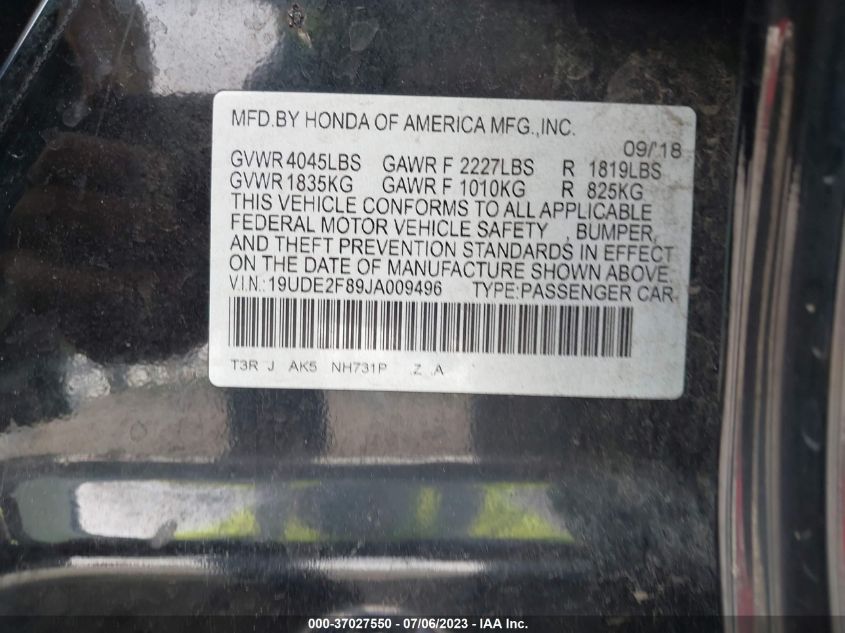 MFD.BY HONDA OF AMERICA MFG.,INC.
09/'18
GVWR 4045LBS GAWR F 2227LBS R 1819LBS
GVWR 1835KG GAWR F 1010KG R 825KG
THIS VEHICLE CONFORMS TO ALL APPLICABLE
FEDERAL MOTOR VEHICLE SAFETY , BUMPER,
AND THEFT PREVENTION STANDARDS IN EFFECT
ON THE DATE OF MANUFACTURE SHOWN ABOVE.
V.I.N.: 19UDE2F89JA009496 TYPE:PASSENGER CAR
T3R J AK5 NH731P Z A
000-37027550 - 07/06/2023 - IAA Inc.